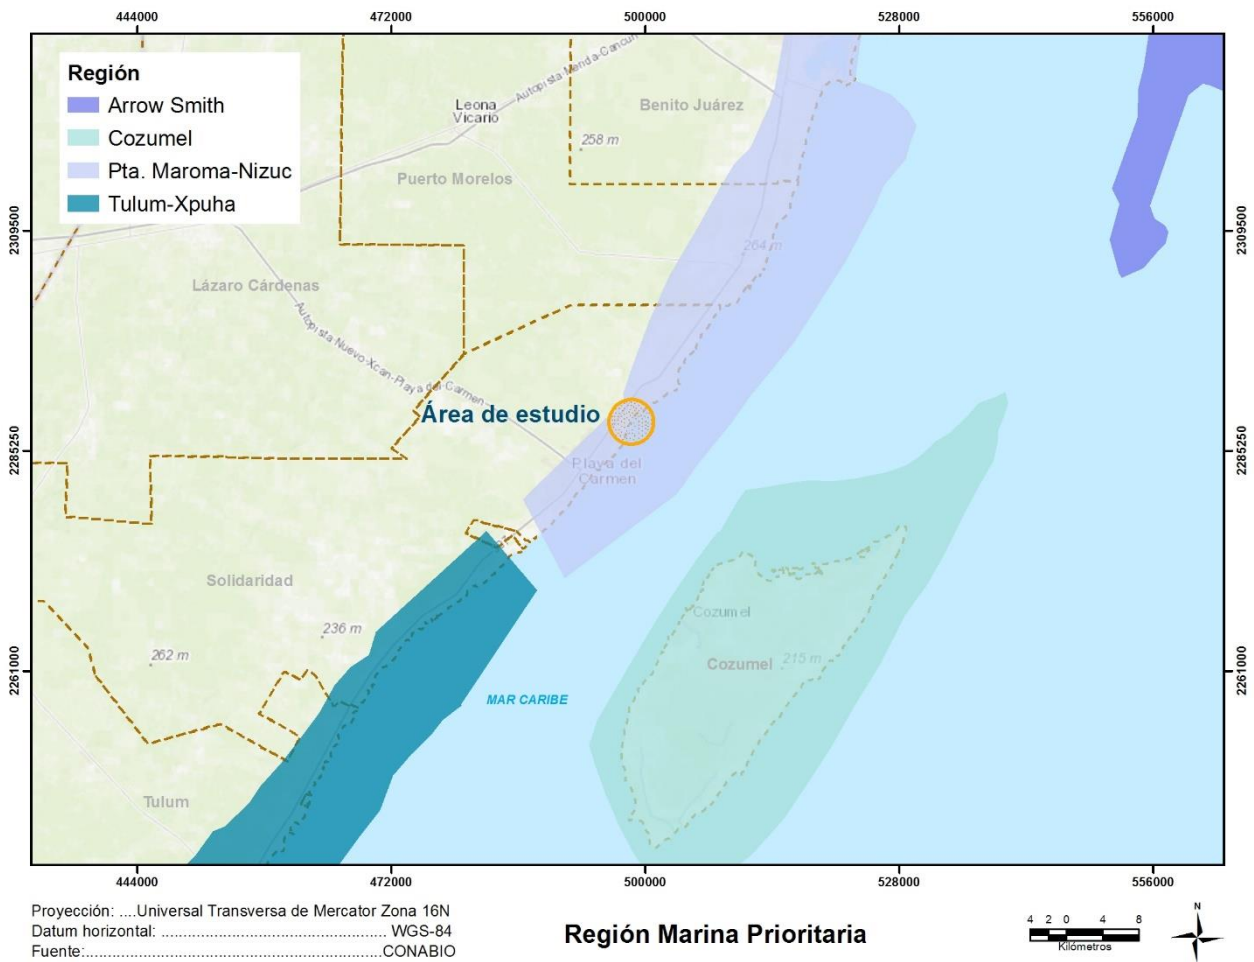 444000
472000
500000
528000
556000
Región
Arrow Smith
Cozumel
Pta. Maroma-Nizuc
Tulum-Xpuha
Autopista Merida-Cancun
Leona
Vicario
Benito Juárez
258 m
Puerto Morelos
2309500
2309500
264 m
Lázaro Cárdenas
Autopista Nuevo-Xcan-Playa del Carmen
Área de estudio
2285250
2285250
Playa del
Carmen
Solidaridad
Cozumel
236 m
262 m
Cozumel
215 m
2261000
2261000
MAR CARIBE
Tulum
444000
472000
500000
528000
556000
Proyección: ....Universal Transversa de Mercator Zona 16N
Datum horizontal: ................................................ WGS-84
Fuente:.............................................................CONABIO
Región Marina Prioritaria
4 2 0 4 8
Kilómetros
N